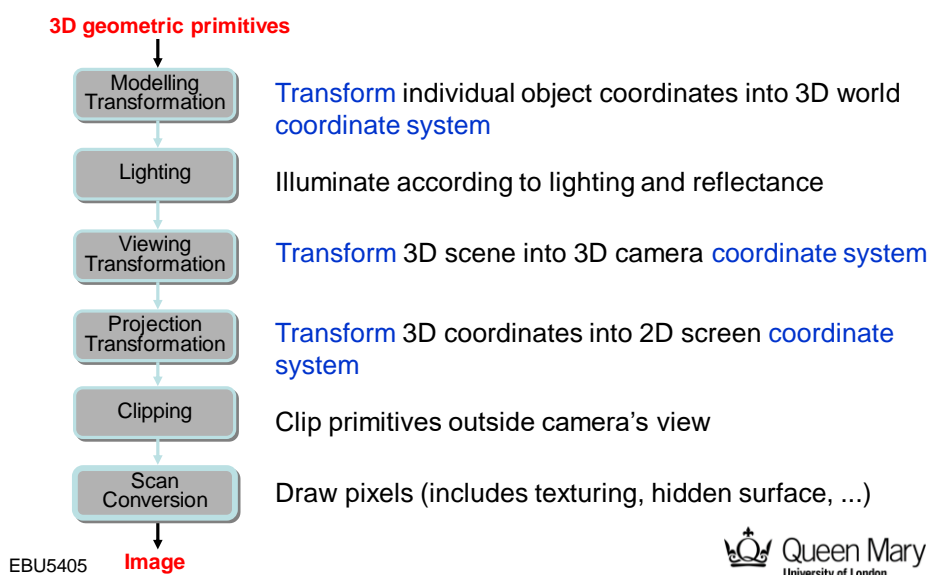 3D geometric primitives
Modelling
Transformation
Transform individual object coordinates into 3D world
coordinate system
Lighting
Illuminate according to lighting and reflectance
Viewing
Transformation
Transform 3D scene into 3D camera coordinate system
Projection
Transformation
Transform 3D coordinates into 2D screen coordinate
system
Clipping
Clip primitives outside camera's view
Scan
Conversion
Draw pixels (includes texturing, hidden surface, ...)
EBU5405
Image
Queen Mary
University of London